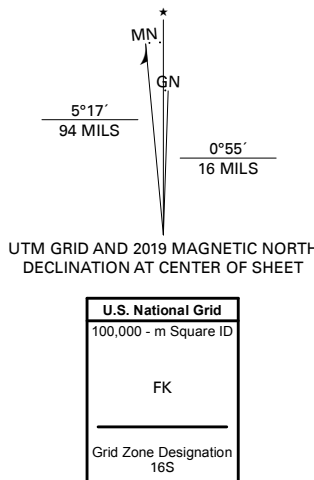 ★
MN
GN
5°17´
94 MILS
0°55´
16 MILS
UTM GRID AND 2019 MAGNETIC NORTH
DECLINATION AT CENTER OF SHEET
U.S. National Grid
100,000 - m Square ID
FK
Grid Zone Designation
16S